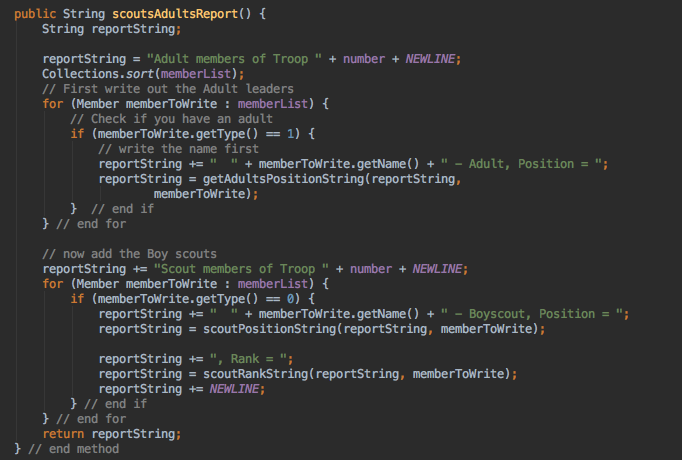 public String scoutsAdultsReport() {
    String reportString;

    reportString = "Adult members of Troop " + number + NEWLINE;
    Collections.sort(memberList);
    // First write out the Adult leaders
    for (Member memberToWrite : memberList) {
        // Check if you have an adult
        if (memberToWrite.getType() == 1) {
            // write the name first
            reportString += "  " + memberToWrite.getName() + " - Adult, Position = ";
            reportString = getAdultsPositionString(reportString,
                    memberToWrite);
        }  // end if
    } // end for

    // now add the Boy scouts
    reportString += "Scout members of Troop " + number + NEWLINE;
    for (Member memberToWrite : memberList) {
        if (memberToWrite.getType() == 0) {
            reportString += "  " + memberToWrite.getName() + " - Boyscout, Position = ";
            reportString = scoutPositionString(reportString, memberToWrite);

            reportString += ", Rank = ";
            reportString = scoutRankString(reportString, memberToWrite);
            reportString += NEWLINE;
        } // end if
    } // end for
    return reportString;
} // end method